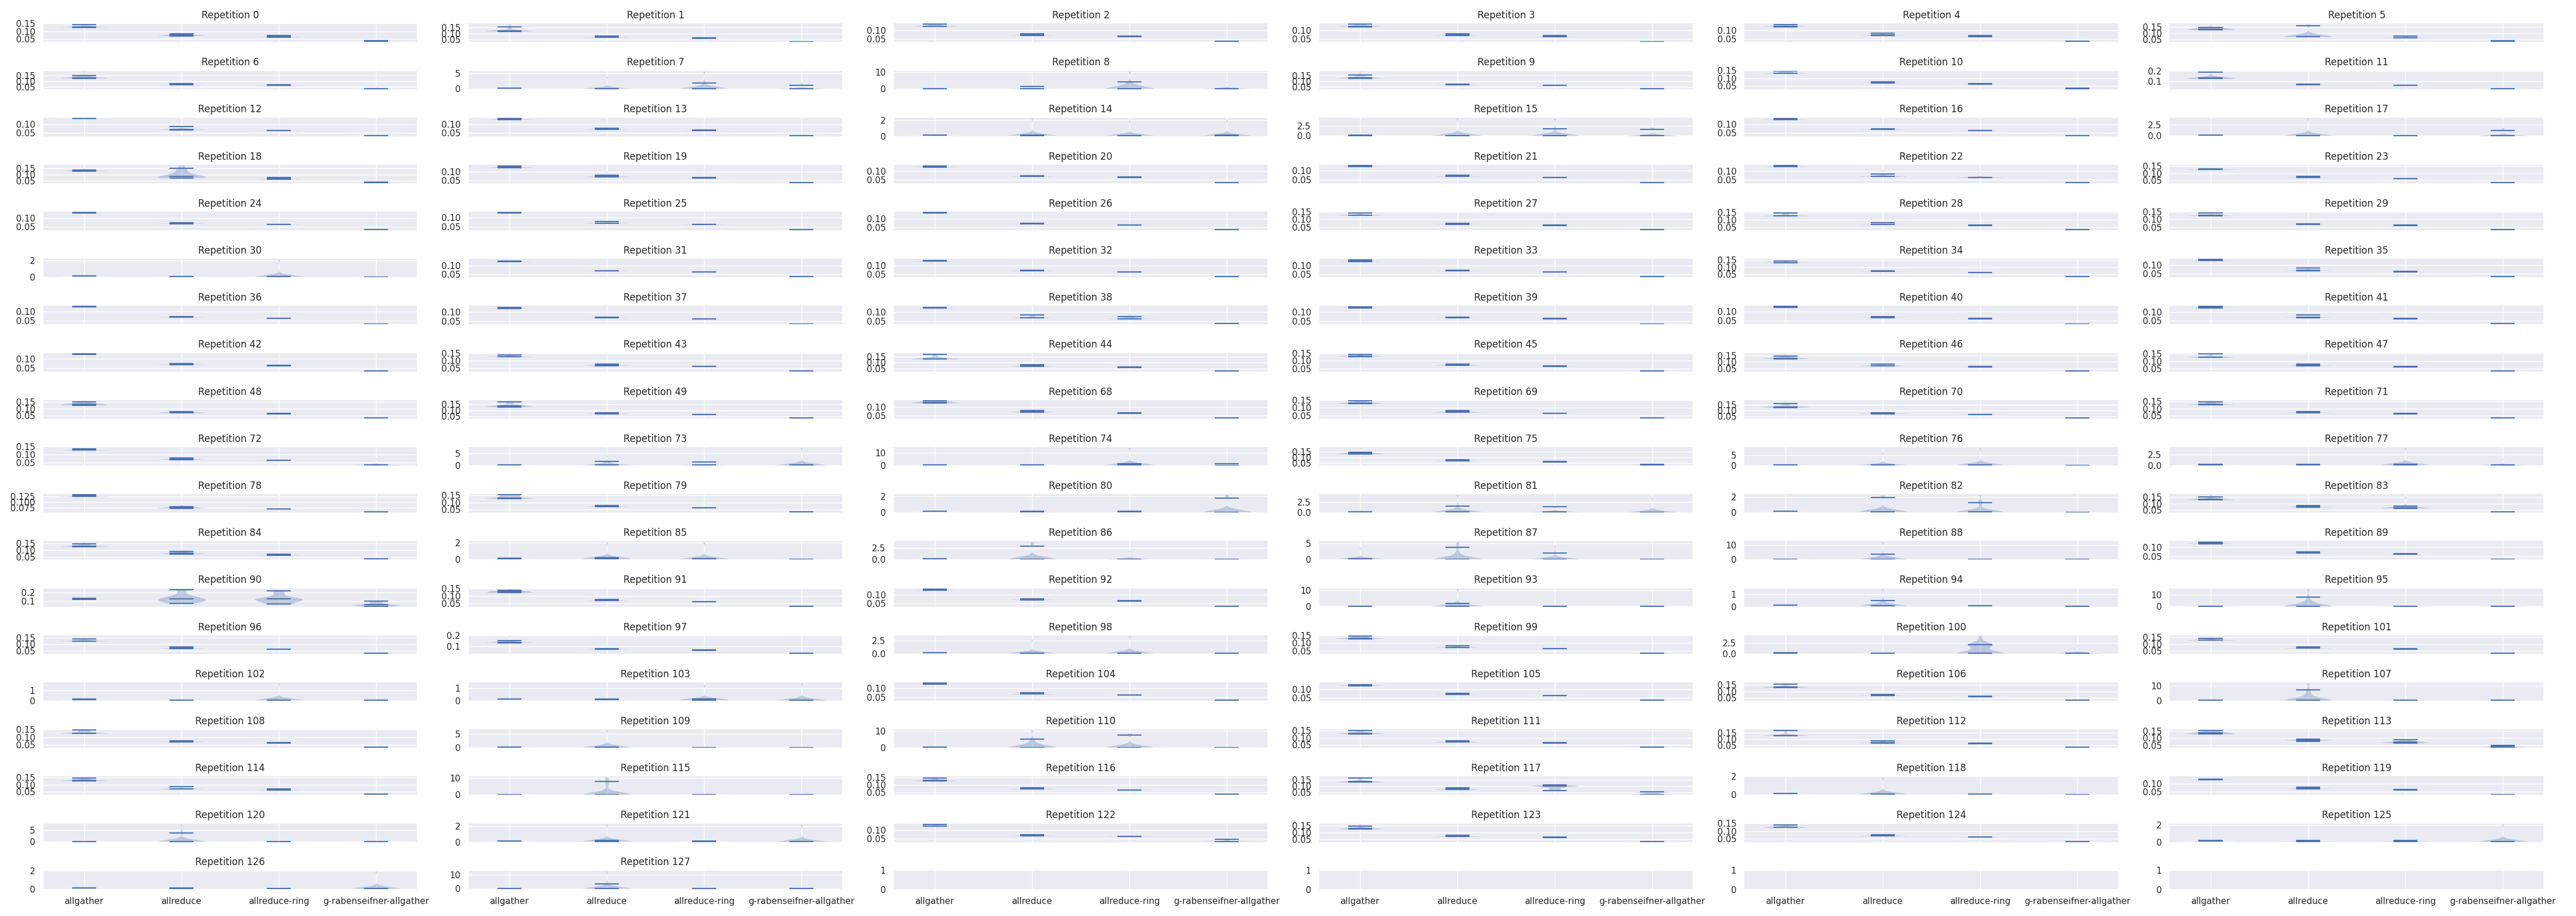 Repetition 0 Repetition 1 Repetition 2 Repetition 3 Repetition 4 Repetition 5
0.15 0.15 0.10 0.10 0.10 0.15
0.10 0.10 0.05 0.05 0.05 0.10
0.05 0.05 0.05
Repetition 6 Repetition 7 Repetition 8 Repetition 9 Repetition 10 Repetition 11
0.15 5 10 0.15 0.15 0.2
0.10 0 0 0.10 0.10 0.1
0.05 0.05 0.05
Repetition 12 Repetition 13 Repetition 14 Repetition 15 Repetition 16 Repetition 17
0.10 0.10 2 2.5 0.10 2.5
0.05 0.05 0 0.0 0.05 0.0
Repetition 18 Repetition 19 Repetition 20 Repetition 21 Repetition 22 Repetition 23
0.15 0.10 0.10 0.10 0.10 0.15
0.10 0.05 0.05 0.05 0.05 0.10
0.05 0.05
Repetition 24 Repetition 25 Repetition 26 Repetition 27 Repetition 28 Repetition 29
0.10 0.10 0.10 0.15 0.15 0.15
0.05 0.05 0.05 0.10 0.10 0.10
0.05 0.05 0.05
Repetition 30 Repetition 31 Repetition 32 Repetition 33 Repetition 34 Repetition 35
2 0.10 0.10 0.10 0.15 0.10
0 0.05 0.05 0.05 0.10 0.05
0.05
Repetition 36 Repetition 37 Repetition 38 Repetition 39 Repetition 40 Repetition 41
0.10 0.10 0.10 0.10 0.10 0.10
0.05 0.05 0.05 0.05 0.05 0.05
Repetition 42 Repetition 43 Repetition 44 Repetition 45 Repetition 46 Repetition 47
0.10 0.15 0.15 0.15 0.15 0.15
0.05 0.10 0.10 0.10 0.10 0.10
0.05 0.05 0.05 0.05 0.05
Repetition 48 Repetition 49 Repetition 68 Repetition 69 Repetition 70 Repetition 71
0.15 0.15 0.10 0.15 0.15 0.15
0.10 0.10 0.05 0.10 0.10 0.10
0.05 0.05 0.05 0.05 0.05
Repetition 72 Repetition 73 Repetition 74 Repetition 75 Repetition 76 Repetition 77
0.15 5 10 0.15 5 2.5
0.10 0 0 0.10 0 0.0
0.05 0.05
Repetition 78 Repetition 79 Repetition 80 Repetition 81 Repetition 82 Repetition 83
0.125 0.15 2 2.5 2 0.15
0.100 0.10 0 0.0 0 0.10
0.075 0.05 0.05
Repetition 84 Repetition 85 Repetition 86 Repetition 87 Repetition 88 Repetition 89
0.15 2 2.5 5 10 0.10
0.10 0 0.0 0 0 0.05
0.05
Repetition 90 Repetition 91 Repetition 92 Repetition 93 Repetition 94 Repetition 95
0.2 0.15 0.10 10 1 10
0.1 0.10 0.05 0 0 0
0.05
Repetition 96 Repetition 97 Repetition 98 Repetition 99 Repetition 100 Repetition 101
0.15 0.2 2.5 0.15 2.5 0.15
0.10 0.1 0.0 0.10 0.0 0.10
0.05 0.05 0.05
Repetition 102 Repetition 103 Repetition 104 Repetition 105 Repetition 106 Repetition 107
1 1 0.10 0.10 0.15 10
0 0 0.05 0.05 0.10 0
0.05
Repetition 108 Repetition 109 Repetition 110 Repetition 111 Repetition 112 Repetition 113
0.15 5 10 0.15 0.15 0.15
0.10 0 0 0.10 0.10 0.10
0.05 0.05 0.05 0.05
Repetition 114 Repetition 115 Repetition 116 Repetition 117 Repetition 118 Repetition 119
0.15 10 0.15 0.15 2 0.10
0.10 0 0.10 0.10 0 0.05
0.05 0.05 0.05
Repetition 120 Repetition 121 Repetition 122 Repetition 123 Repetition 124 Repetition 125
5 2 0.10 0.15 0.15 2
0 0 0.05 0.10 0.10 0
0.05 0.05
Repetition 126 Repetition 127
2 10 1 1 1 1
0 0 0 0 0 0
allgather allreduce allreduce-ring g-rabenseifner-allgather allgather allreduce allreduce-ring g-rabenseifner-allgather allgather allreduce allreduce-ring g-rabenseifner-allgather allgather allreduce allreduce-ring g-rabenseifner-allgather allgather allreduce allreduce-ring g-rabenseifner-allgather allgather allreduce allreduce-ring g-rabenseifner-allgather